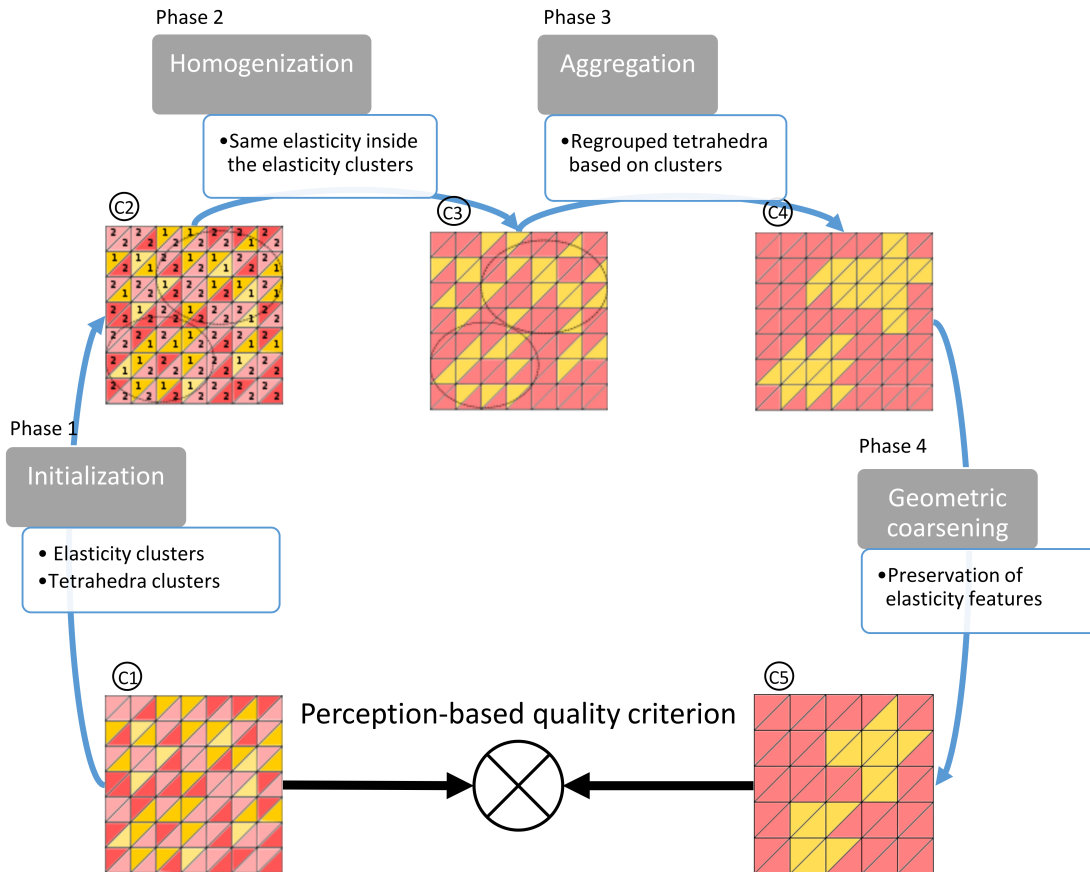 Phase 2
Homogenization
•Same elasticity inside
the elasticity clusters
Phase 3
Aggregation
•Regrouped tetrahedra
based on clusters
C2
C3
C4
Phase 1
Initialization
• Elasticity clusters
•Tetrahedra clusters
Phase 4
Geometric
coarsening
•Preservation of
elasticity features
C1
C5
Perception-based quality criterion